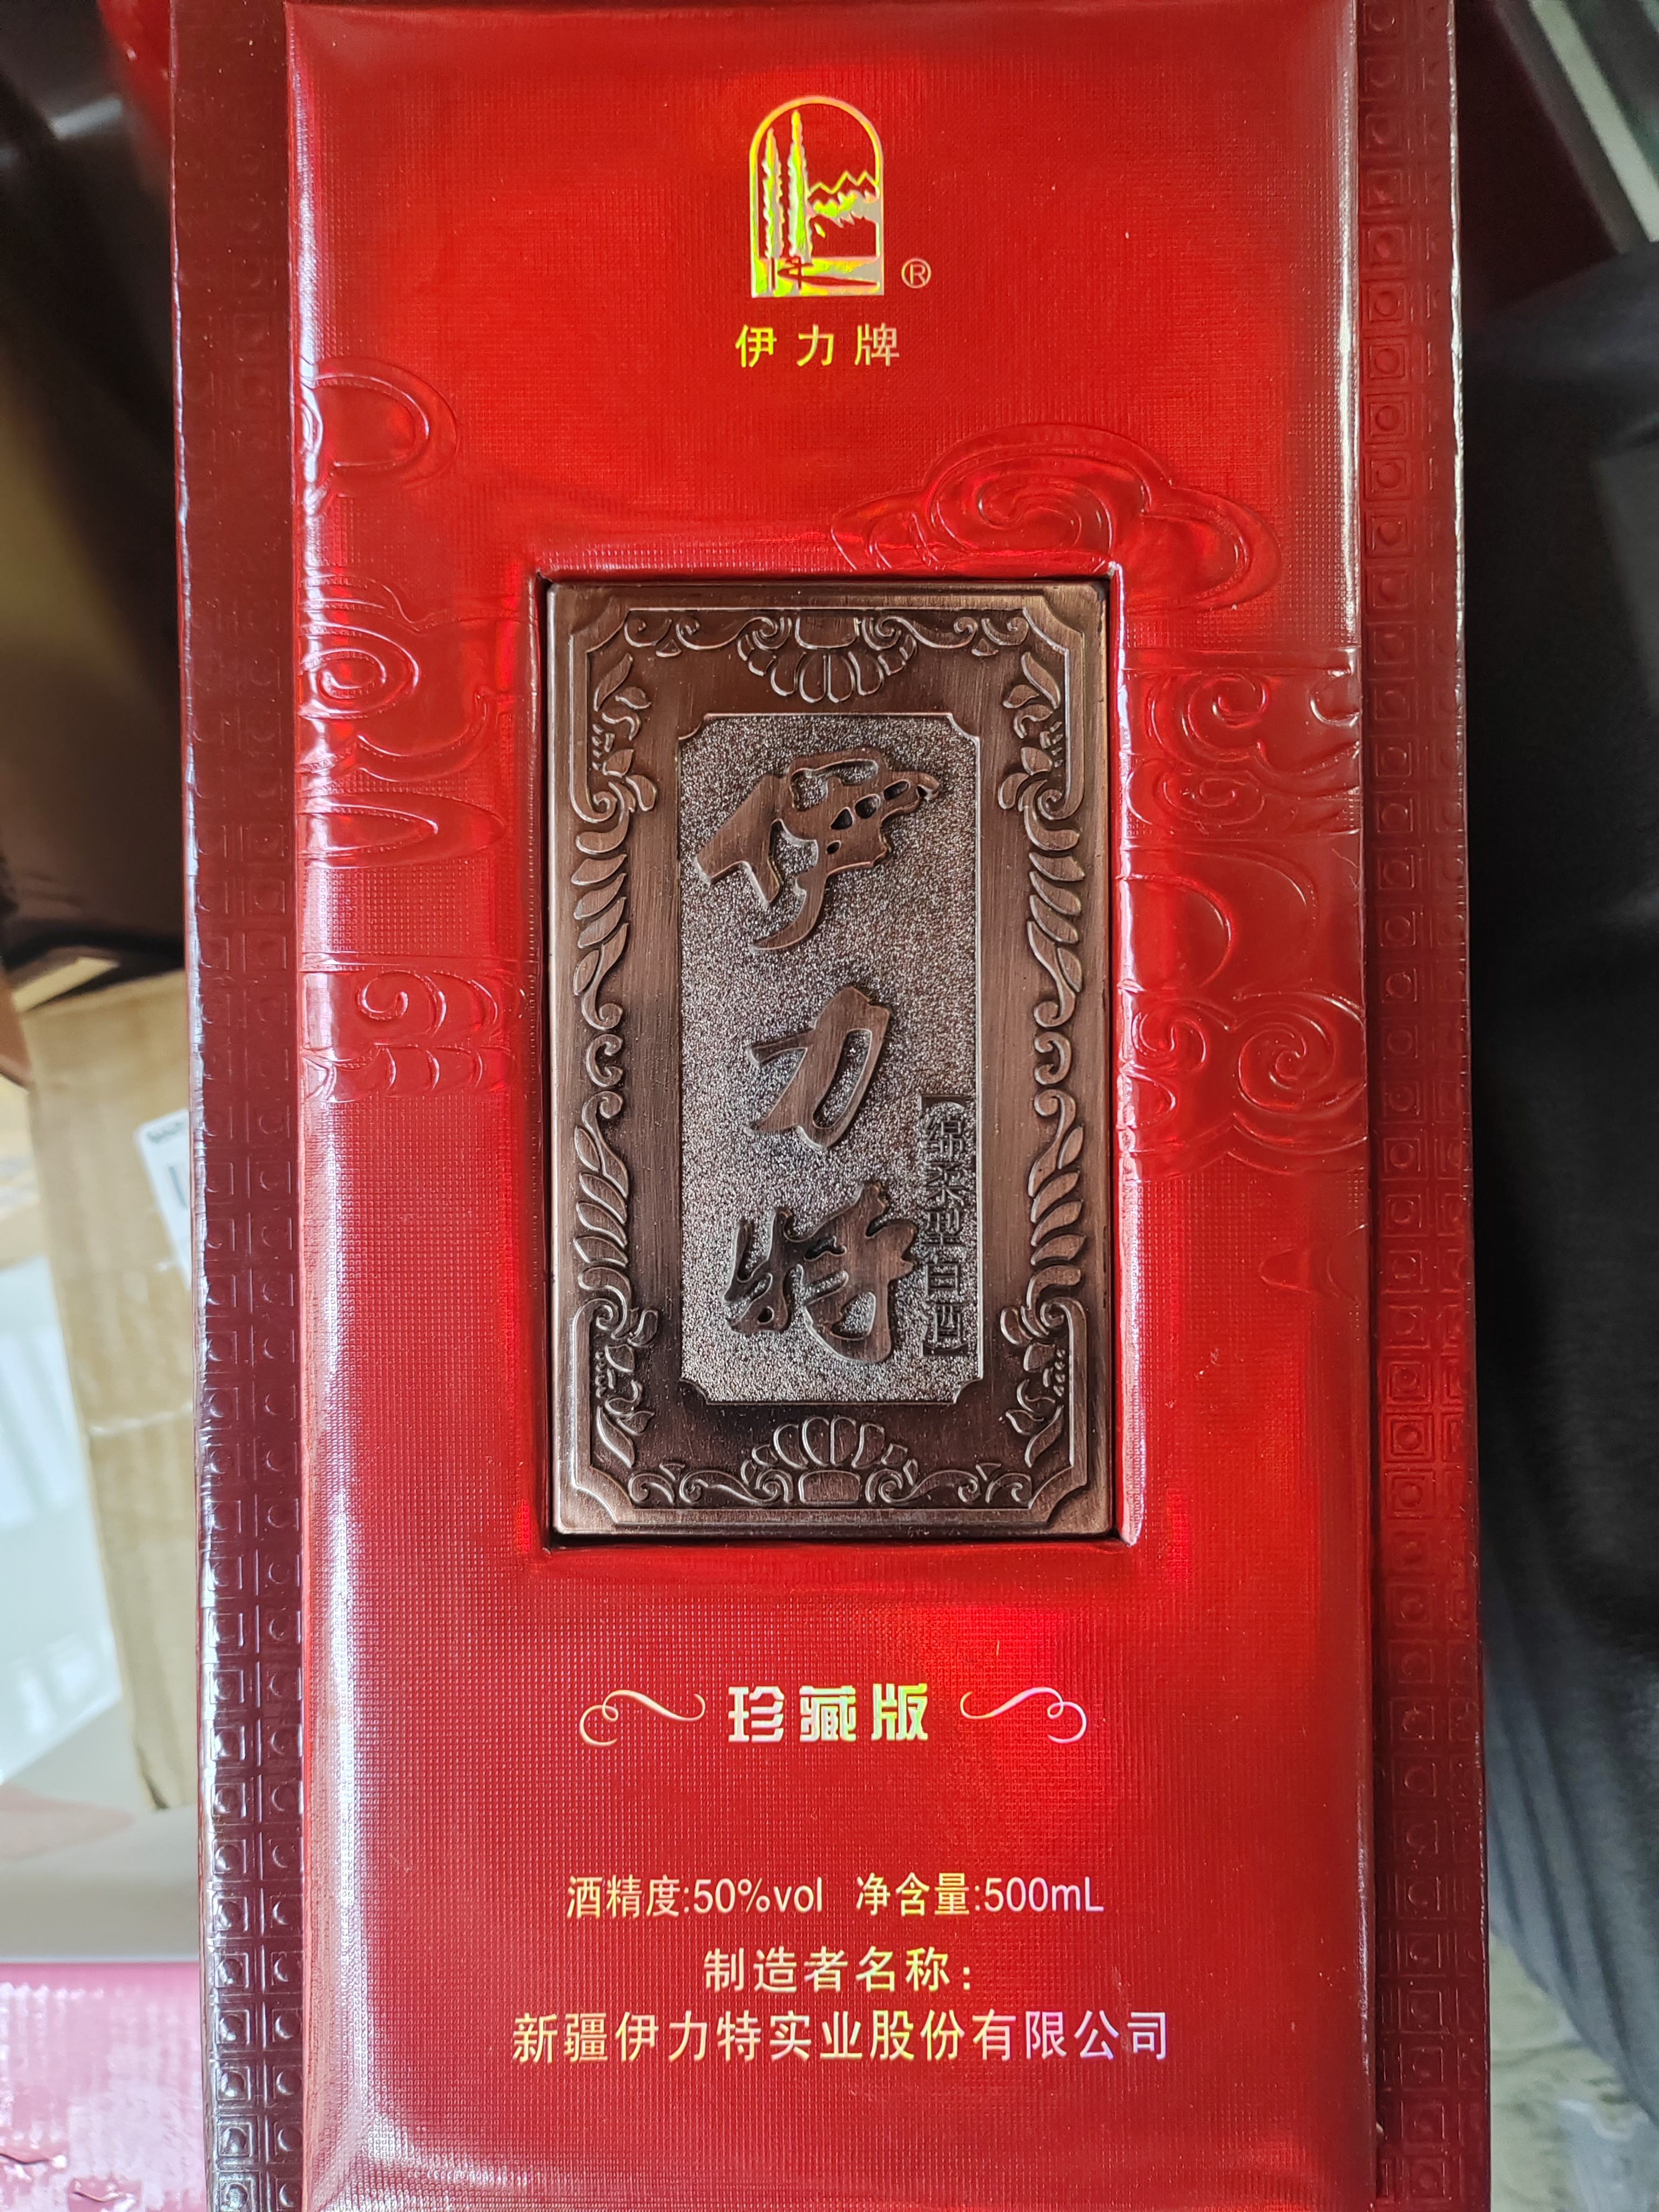 ®
伊力牌
伊力特
【绵柔型白酒】
珍藏版
酒精度:50%vol 净含量:500mL
制造者名称:
新疆伊力特实业股份有限公司